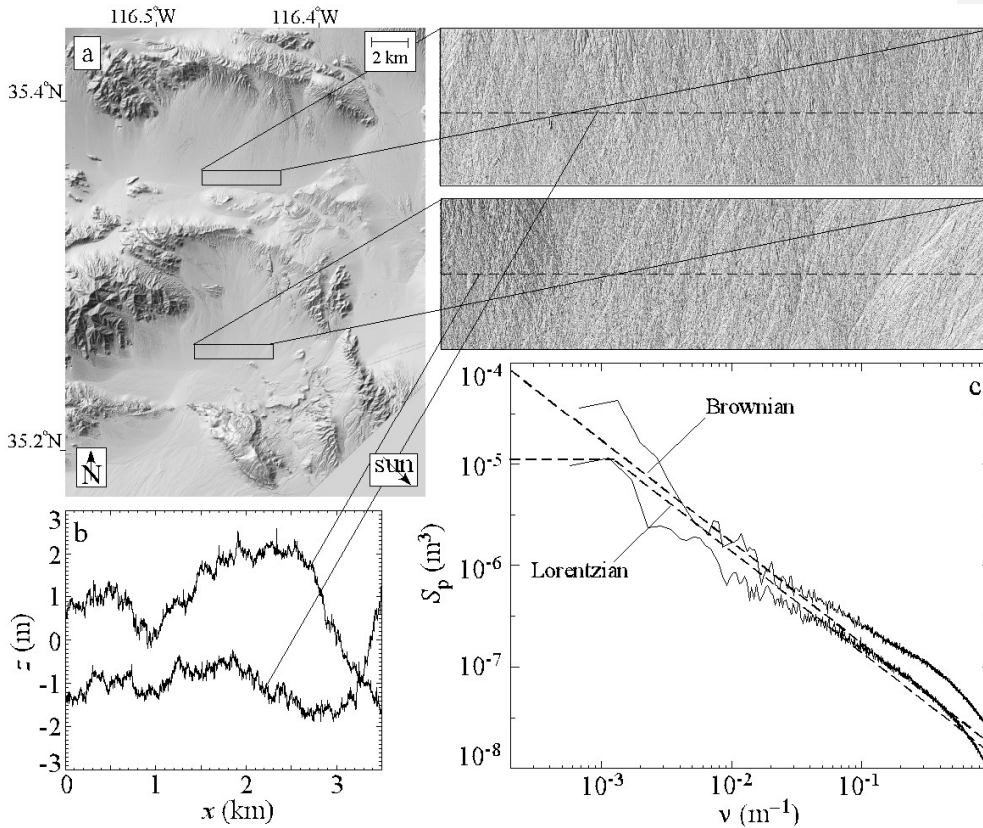 116.5°W 116.4°W
a
2 km
35.4°N
35.2°N
N
sun
b
3
2
1
0
-1
-2
-3
z (m)
0 1 2 3
x (km)
c
10⁻⁴
10⁻⁵
10⁻⁶
10⁻⁷
10⁻⁸
Sₚ (m³)
Brownian
Lorentzian
10⁻³ 10⁻² 10⁻¹
ν (m⁻¹)